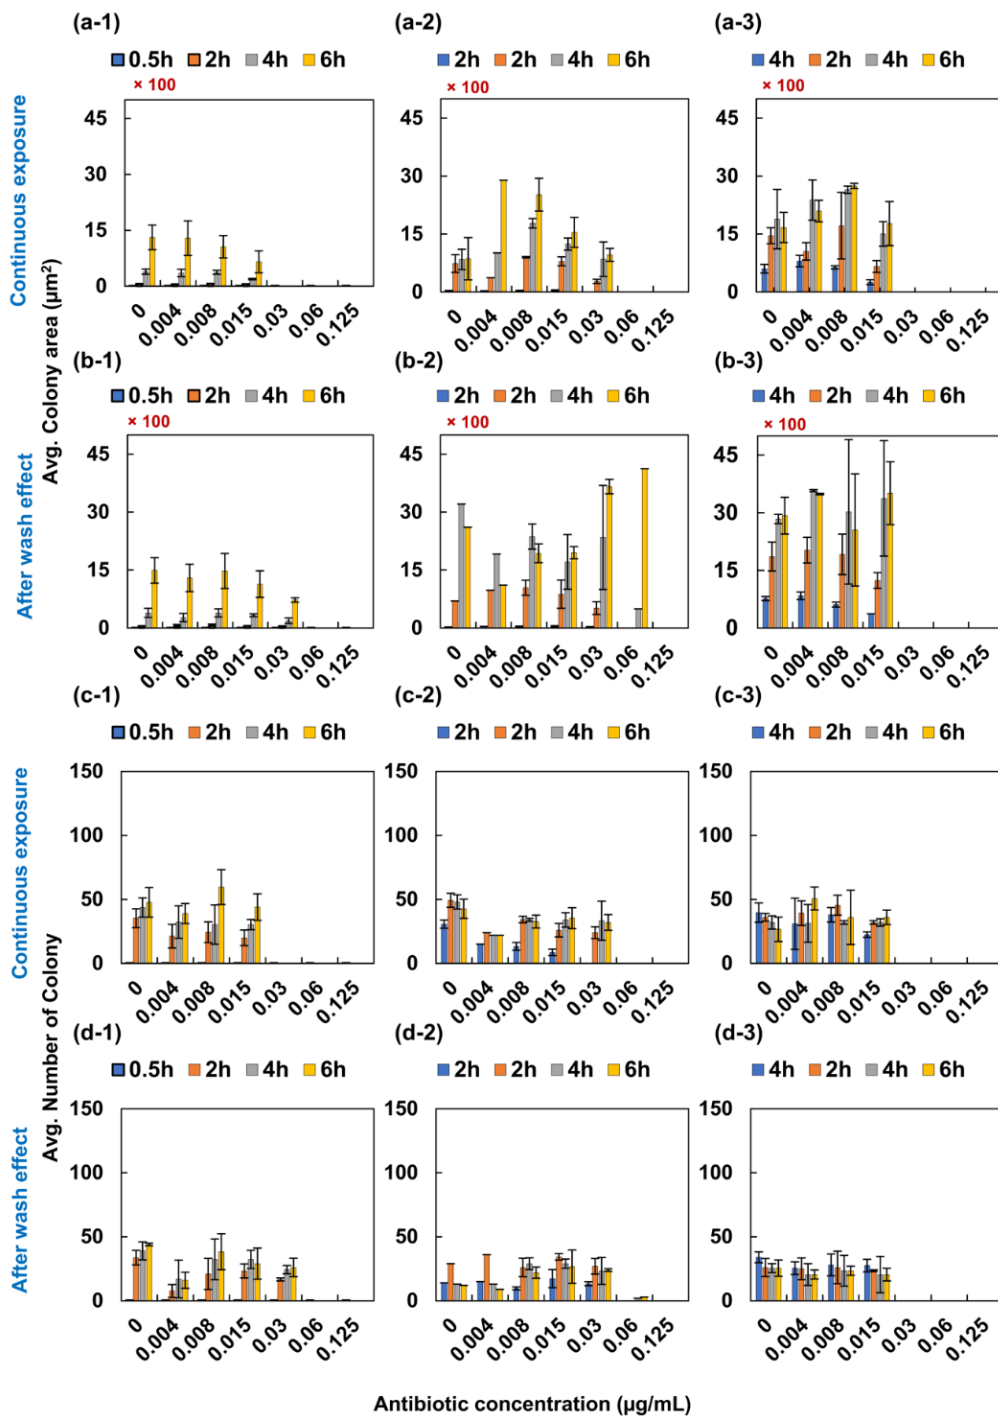 (a-1) (a-2) (a-3)
0.5h 2h 4h 6h 2h 2h 4h 6h 4h 2h 4h 6h
× 100 × 100 × 100
45 45 45
30 30 30
15 15 15
0 0 0
0 0.004 0.008 0.015 0.03 0.06 0.125 0 0.004 0.008 0.015 0.03 0.06 0.125 0 0.004 0.008 0.015 0.03 0.06 0.125
Continuous exposure
Avg. Colony area (µm²)
(b-1) (b-2) (b-3)
0.5h 2h 4h 6h 2h 2h 4h 6h 4h 2h 4h 6h
× 100 × 100 × 100
45 45 45
30 30 30
15 15 15
0 0 0
0 0.004 0.008 0.015 0.03 0.06 0.125 0 0.004 0.008 0.015 0.03 0.06 0.125 0 0.004 0.008 0.015 0.03 0.06 0.125
After wash effect
(c-1) (c-2) (c-3)
0.5h 2h 4h 6h 2h 2h 4h 6h 4h 2h 4h 6h
150 150 150
100 100 100
50 50 50
0 0 0
0 0.004 0.008 0.015 0.03 0.06 0.125 0 0.004 0.008 0.015 0.03 0.06 0.125 0 0.004 0.008 0.015 0.03 0.06 0.125
Continuous exposure
Avg. Number of Colony
(d-1) (d-2) (d-3)
0.5h 2h 4h 6h 2h 2h 4h 6h 4h 2h 4h 6h
150 150 150
100 100 100
50 50 50
0 0 0
0 0.004 0.008 0.015 0.03 0.06 0.125 0 0.004 0.008 0.015 0.03 0.06 0.125 0 0.004 0.008 0.015 0.03 0.06 0.125
After wash effect
Antibiotic concentration (µg/mL)